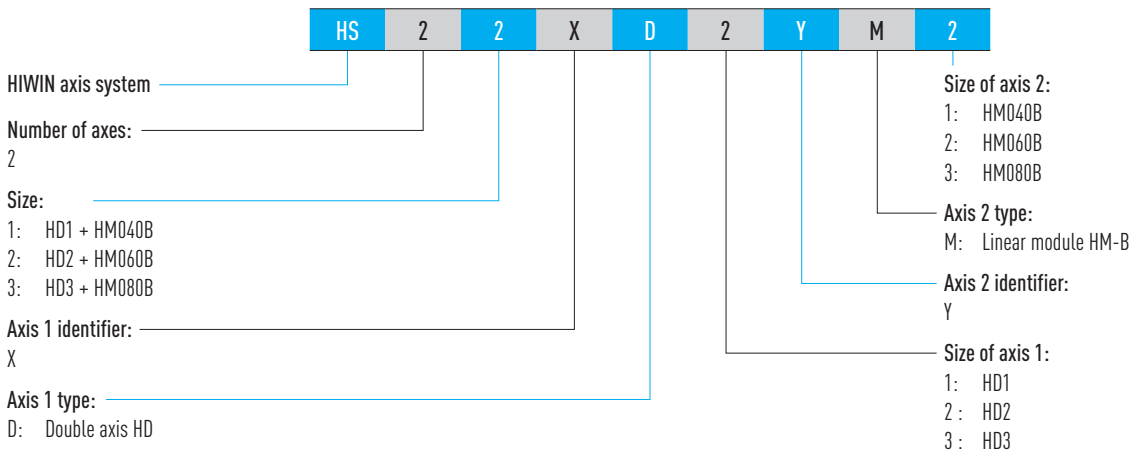 HS 2 2 X D 2 Y M 2
HIWIN axis system
Number of axes:
2
Size:
1: HD1 + HM040B
2: HD2 + HM060B
3: HD3 + HM080B
Axis 1 identifier:
X
Axis 1 type:
D: Double axis HD
Size of axis 2:
1: HM040B
2: HM060B
3: HM080B
Axis 2 type:
M: Linear module HM-B
Axis 2 identifier:
Y
Size of axis 1:
1: HD1
2 : HD2
3 : HD3